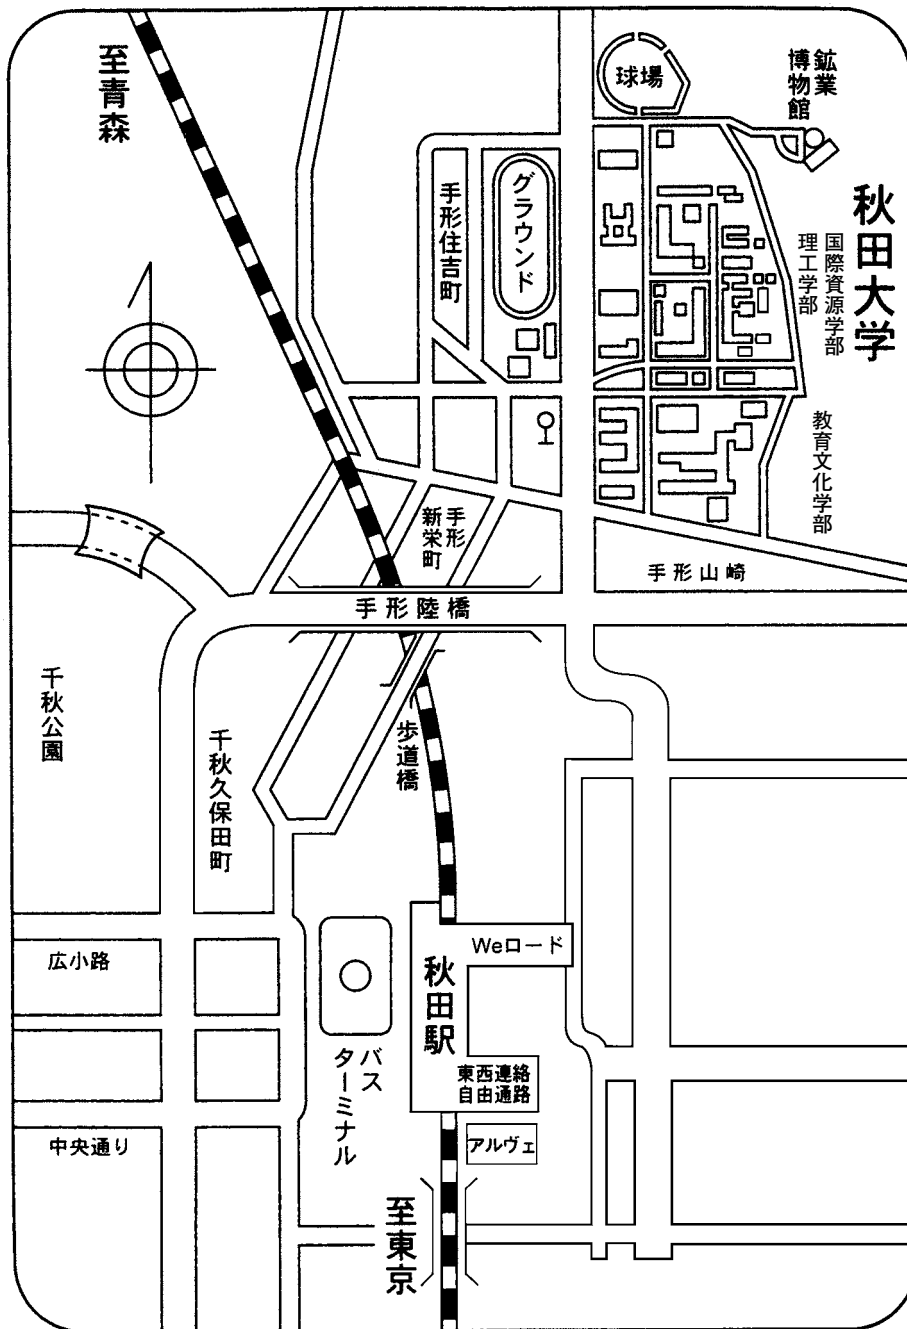 至青森
球場
鉱業
博物館
秋田大学
国際資源学部
理工学部
グラウンド
手形住吉町
教育文化学部
手形
新栄町
手形山崎
手形陸橋
千秋公園
千秋久保田町
歩道橋
広小路
Weロード
秋田駅
バス
ターミナル
東西連絡
自由通路
中央通り
アルヴェ
至東京